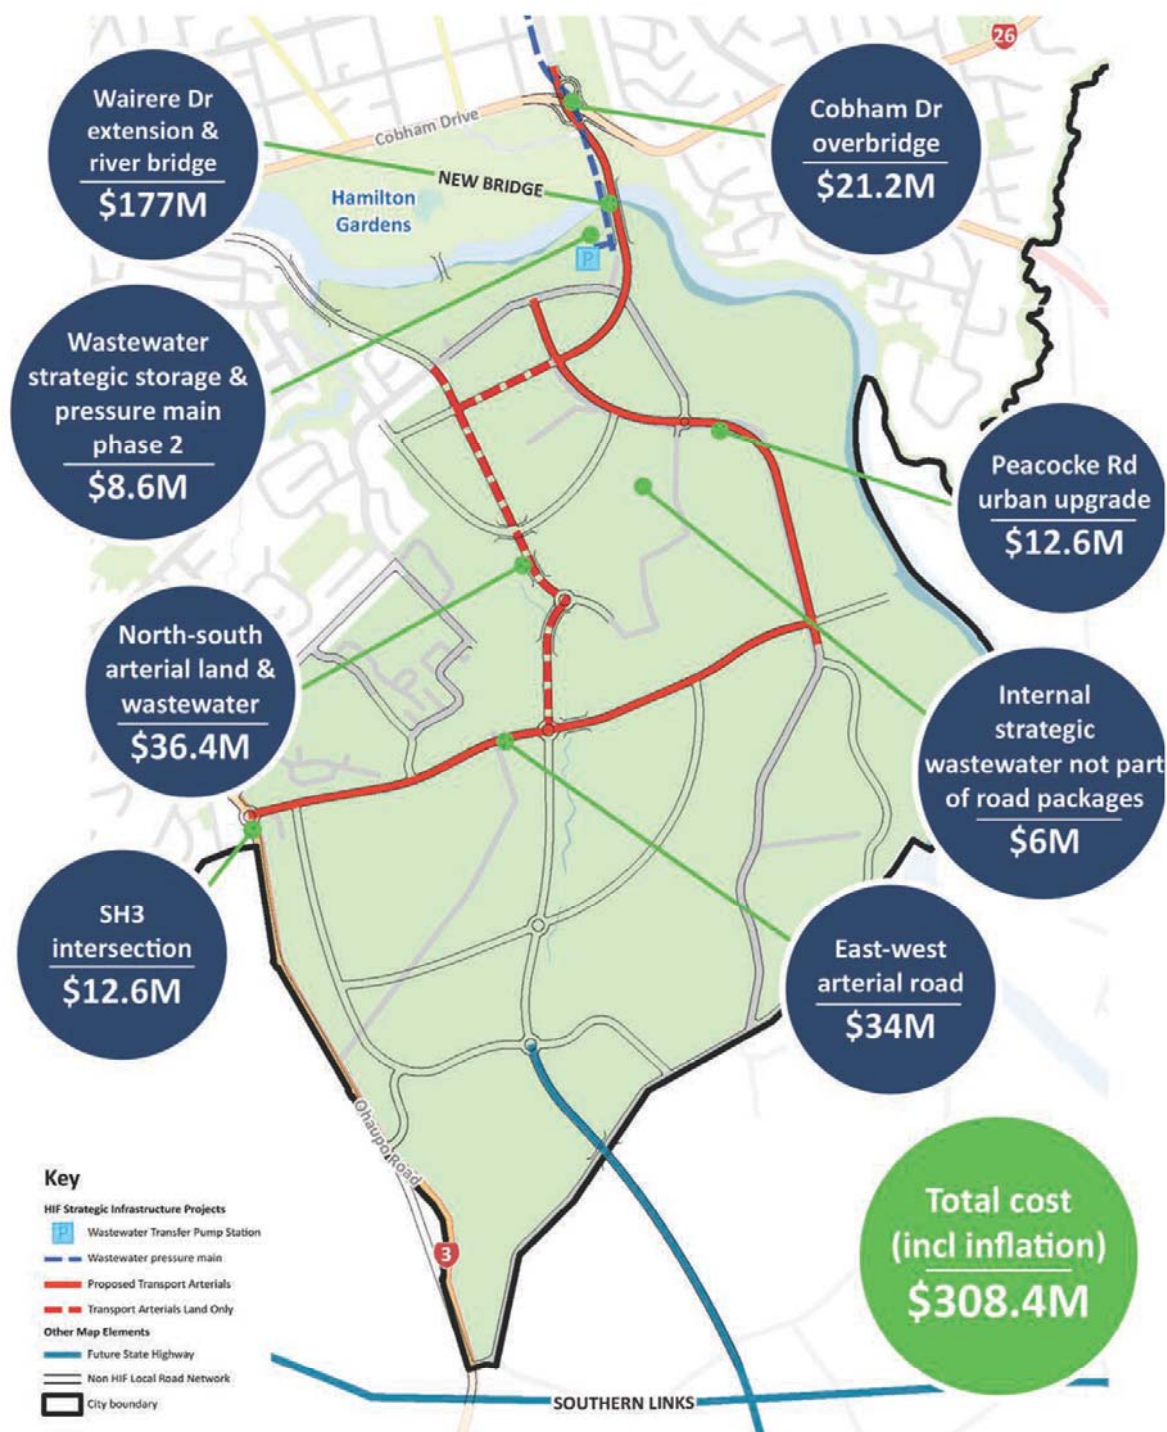 26
Wairere Dr
extension &
river bridge
$177M
Cobham Dr
overbridge
$21.2M
Cobham Drive
NEW BRIDGE
Hamilton
Gardens
P
Wastewater
strategic storage &
pressure main
phase 2
$8.6M
Peacocke Rd
urban upgrade
$12.6M
North-south
arterial land &
wastewater
$36.4M
Internal
strategic
wastewater not part
of road packages
$6M
SH3
intersection
$12.6M
East-west
arterial road
$34M
Ohaupo Road
3
Total cost
(incl inflation)
$308.4M
Key
HIF Strategic Infrastructure Projects
P
Wastewater Transfer Pump Station
Wastewater pressure main
Proposed Transport Arterials
Transport Arterials Land Only
Other Map Elements
Future State Highway
Non HIF Local Road Network
City boundary
SOUTHERN LINKS